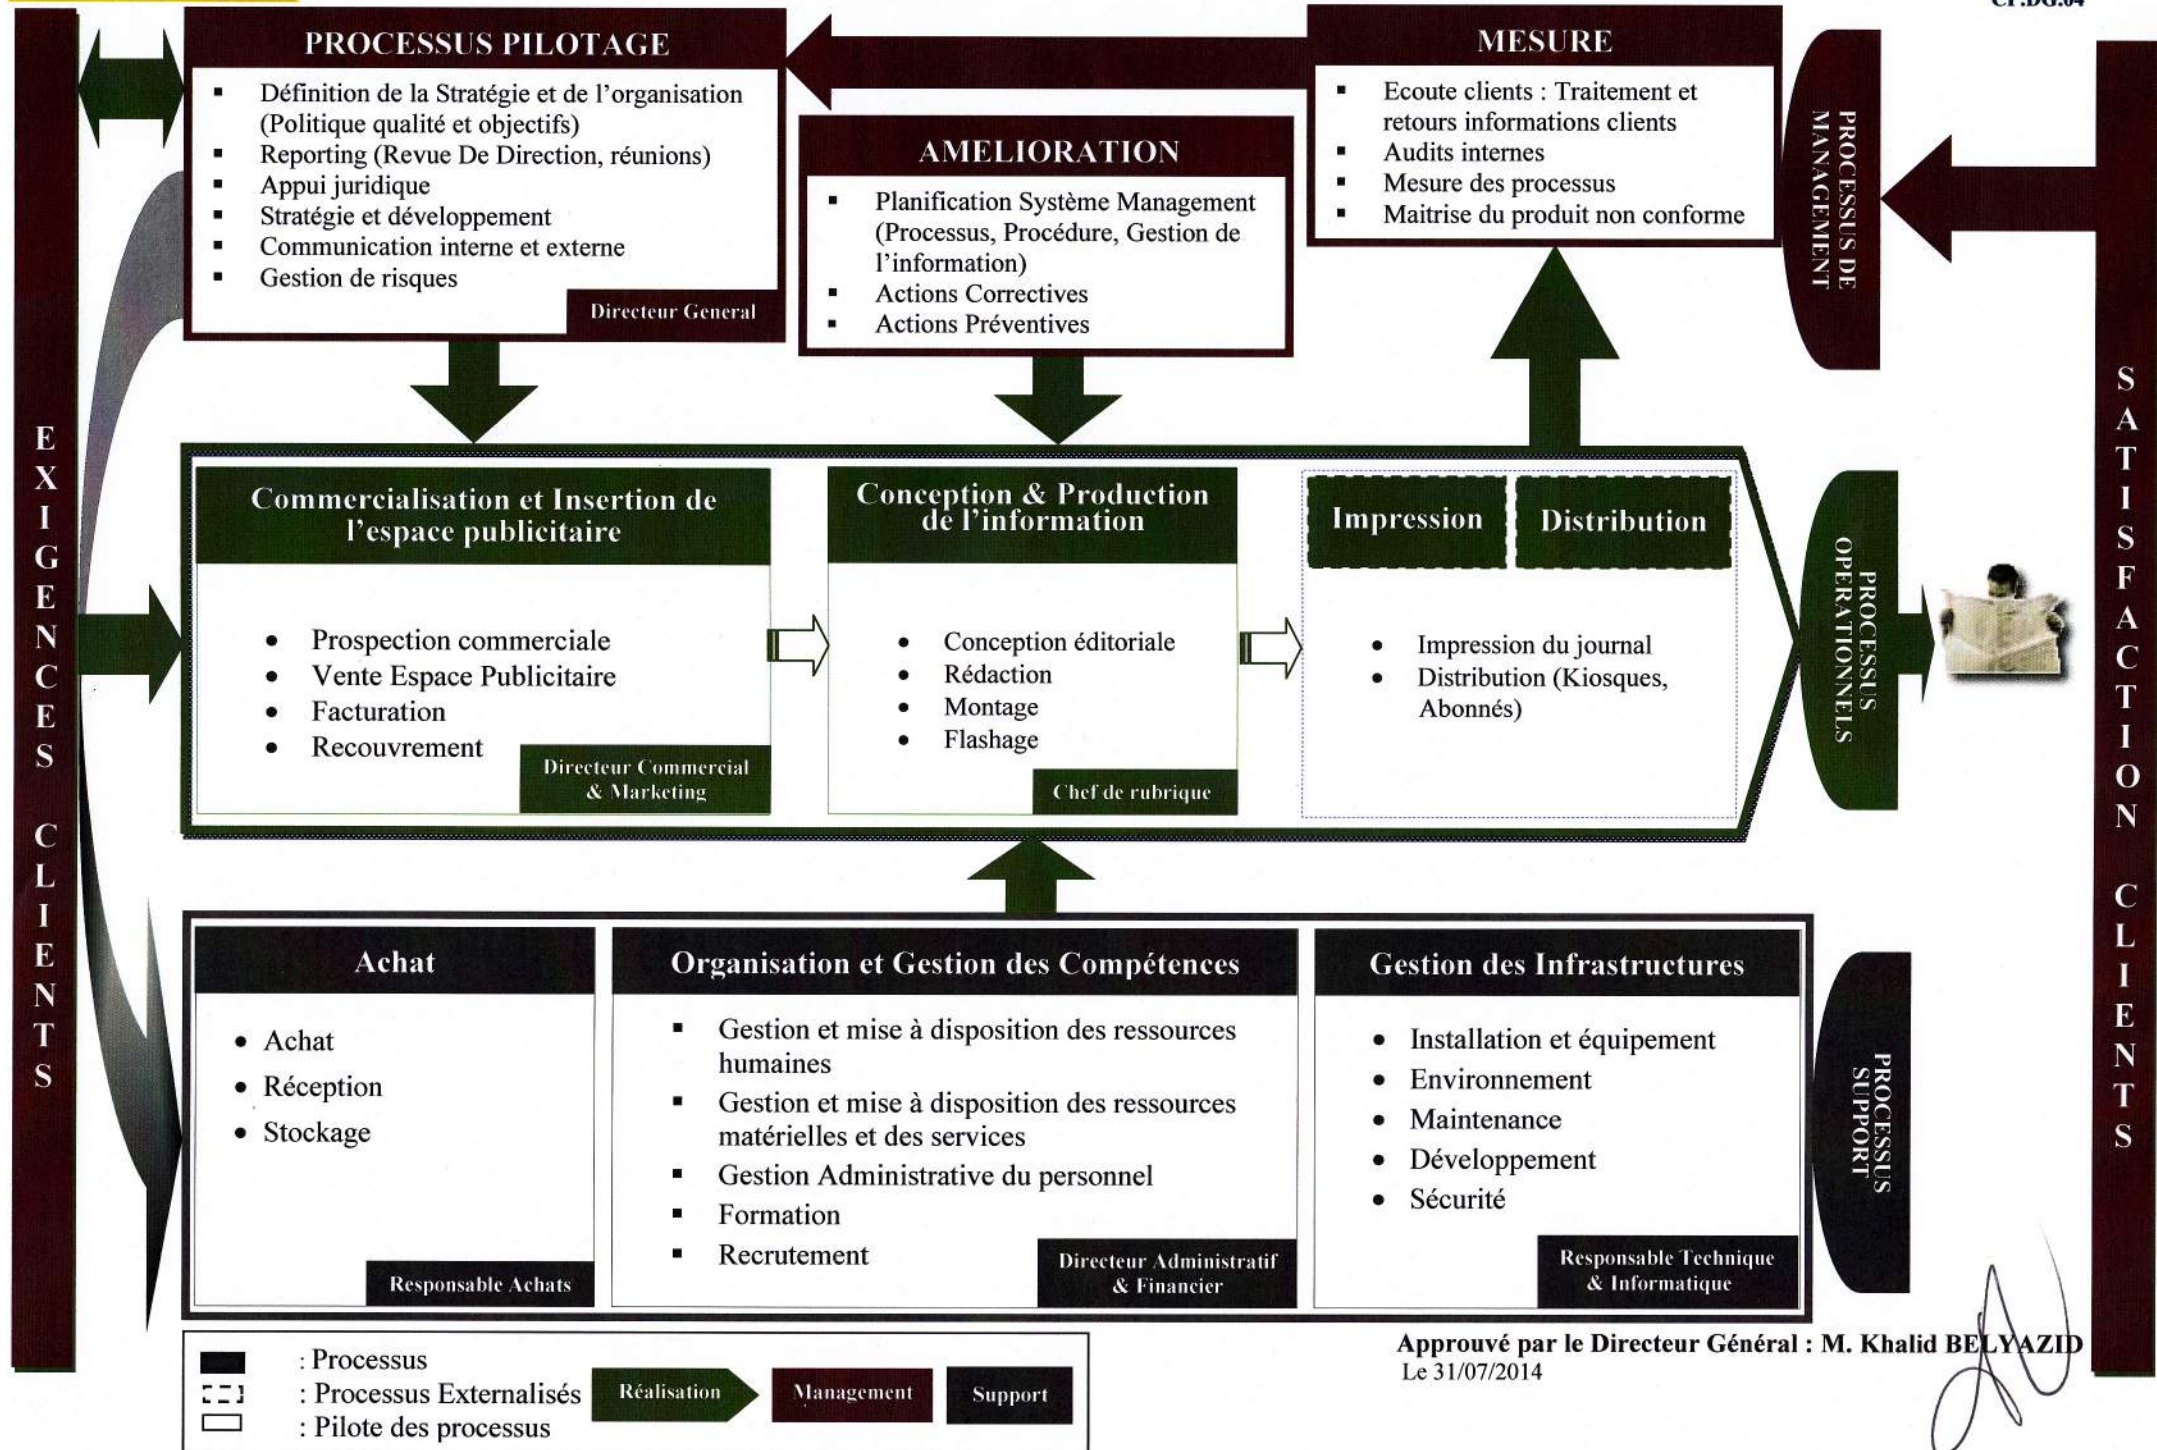 PROCESSUS PILOTAGE
▪ Définition de la Stratégie et de l'organisation
(Politique qualité et objectifs)
▪ Reporting (Revue De Direction, réunions)
▪ Appui juridique
▪ Stratégie et développement
▪ Communication interne et externe
▪ Gestion de risques
Directeur General
AMELIORATION
▪ Planification Système Management
(Processus, Procédure, Gestion de
l'information)
▪ Actions Correctives
▪ Actions Préventives
MESURE
▪ Ecoute clients : Traitement et
retours informations clients
▪ Audits internes
▪ Mesure des processus
▪ Maitrise du produit non conforme
PROCESSUS DE
MANAGEMENT
EXIGENCES CLIENTS
Commercialisation et Insertion de
l'espace publicitaire
• Prospection commerciale
• Vente Espace Publicitaire
• Facturation
• Recouvrement
Directeur Commercial
& Marketing
Conception & Production
de l'information
• Conception éditoriale
• Rédaction
• Montage
• Flashage
Chef de rubrique
Impression
Distribution
• Impression du journal
• Distribution (Kiosques,
Abonnés)
PROCESSUS
OPERATIONNELS
SATISFACTION CLIENTS
Achat
• Achat
• Réception
• Stockage
Responsable Achats
Organisation et Gestion des Compétences
▪ Gestion et mise à disposition des ressources
humaines
▪ Gestion et mise à disposition des ressources
matérielles et des services
▪ Gestion Administrative du personnel
▪ Formation
▪ Recrutement
Directeur Administratif
& Financier
Gestion des Infrastructures
• Installation et équipement
• Environnement
• Maintenance
• Développement
• Sécurité
Responsable Technique
& Informatique
PROCESSUS
SUPPORT
: Processus
: Processus Externalisés
: Pilote des processus
Réalisation
Management
Support
Approuvé par le Directeur Général : M. Khalid BELYAZID
Le 31/07/2014